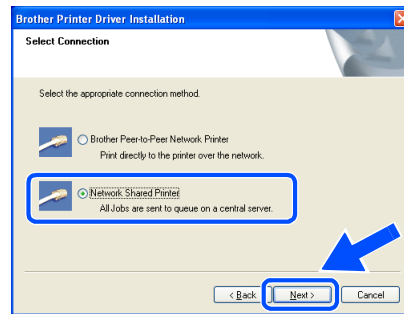 Brother Printer Driver Installation
Select Connection
Select the appropriate connection method.
Brother Peer-to-Peer Network Printer
Print directly to the printer over the network.
Network Shared Printer
All Jobs are sent to queue on a central server.
< Back Next > Cancel